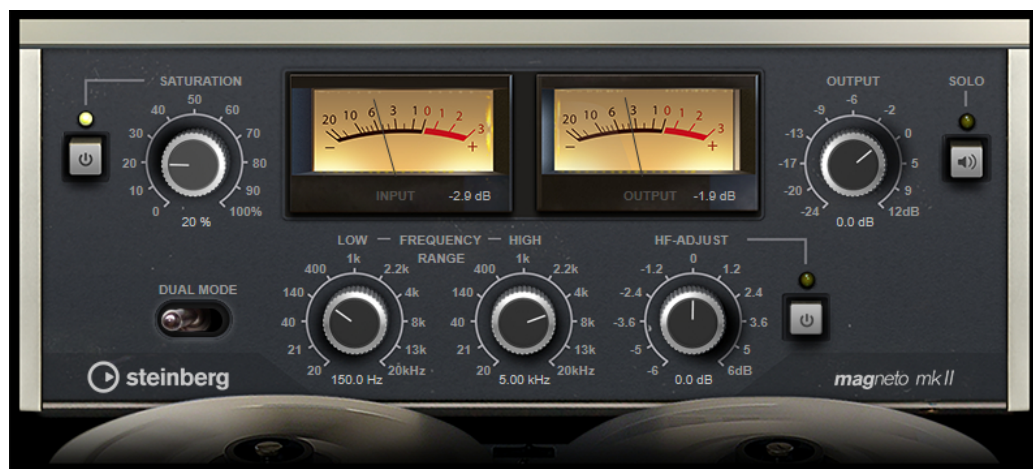 SATURATION
0 10 20 30 40 50 60 70 80 90 100%
20 %
20 10 6 3 1 0 1 2 3
- +
INPUT -2.9 dB
20 10 6 3 1 0 1 2 3
- +
OUTPUT -1.9 dB
OUTPUT
-24 -20 -17 -13 -9 -6 -2 0 5 9 12dB
0.0 dB
SOLO
DUAL MODE
LOW — FREQUENCY — HIGH
RANGE
20 21 40 140 400 1k 2.2k 4k 8k 13k 20kHz
150.0 Hz
20 21 40 140 400 1k 2.2k 4k 8k 13k 20kHz
5.00 kHz
HF-ADJUST
-6 -5 -3.6 -2.4 -1.2 0 1.2 2.4 3.6 5 6dB
0.0 dB
steinberg
magneto mk II